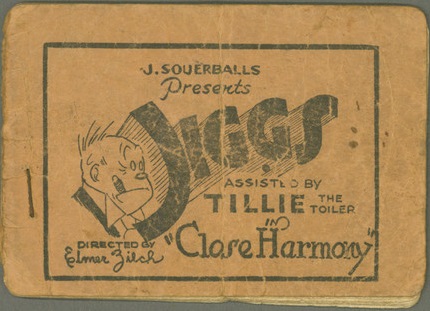 J. SOUERBALLS
Presents
JIGGS
ASSISTED BY
TILLIE THE TOILER
IN
"Close Harmony"
DIRECTED BY
Elmer Zilch